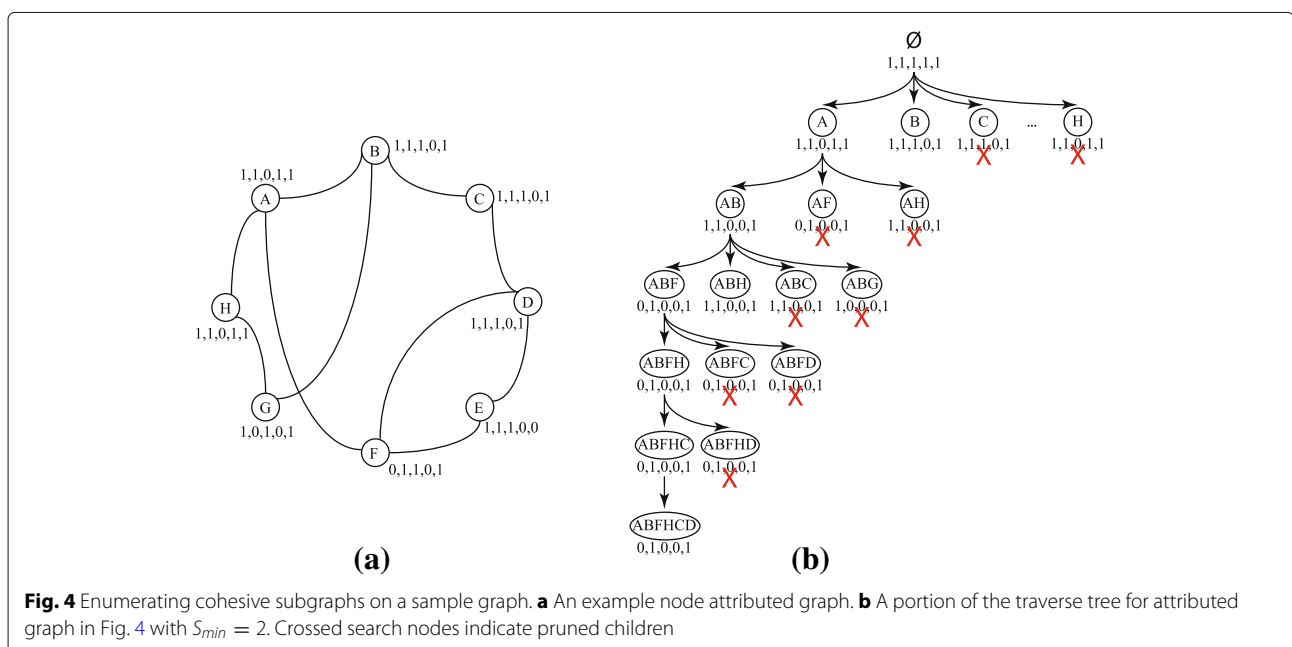 B
1,1,1,0,1
1,1,0,1,1
A
C
1,1,1,0,1
H
1,1,0,1,1
D
1,1,1,0,1
G
1,0,1,0,1
E
1,1,1,0,0
F
0,1,1,0,1
(a)
Ø
1,1,1,1,1
A B C ... H
1,1,0,1,1 1,1,1,0,1 1,1,1,0,1 1,1,0,1,1
X X
AB AF AH
1,1,0,0,1 0,1,0,0,1 1,1,0,0,1
X X
ABF ABH ABC ABG
0,1,0,0,1 1,1,0,0,1 1,1,0,0,1 1,0,0,0,1
X X
ABFH ABFC ABFD
0,1,0,0,1 0,1,0,0,1 0,1,0,0,1
X X
ABFHC ABFHD
0,1,0,0,1 0,1,0,0,1
X
ABFHCD
0,1,0,0,1
(b)
Fig. 4 Enumerating cohesive subgraphs on a sample graph. a An example node attributed graph. b A portion of the traverse tree for attributed
graph in Fig. 4 with Smin = 2. Crossed search nodes indicate pruned children